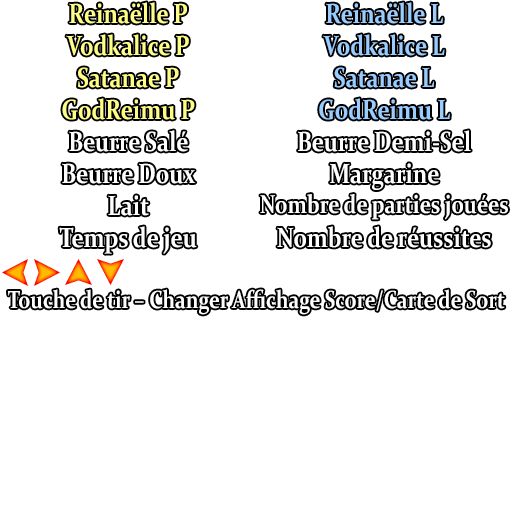 Reinaëlle P Reinaëlle L
Vodkalice P Vodkalice L
Satanae P Satanae L
GodReimu P GodReimu L
Beurre Salé Beurre Demi-Sel
Beurre Doux Margarine
Lait Nombre de parties jouées
Temps de jeu Nombre de réussites
Touche de tir - Changer Affichage Score/Carte de Sort